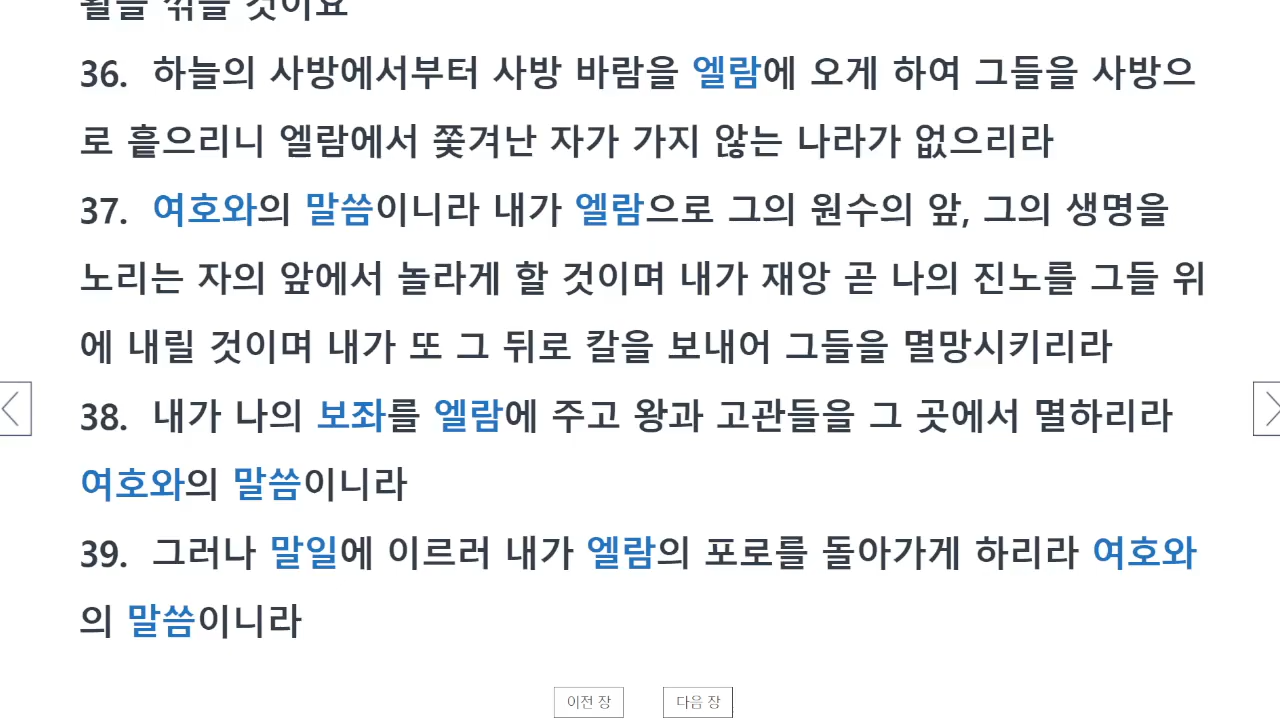 활을 꺾을 것이요
36. 하늘의 사방에서부터 사방 바람을 엘람에 오게 하여 그들을 사방으
로 흩으리니 엘람에서 쫓겨난 자가 가지 않는 나라가 없으리라
37. 여호와의 말씀이니라 내가 엘람으로 그의 원수의 앞, 그의 생명을
노리는 자의 앞에서 놀라게 할 것이며 내가 재앙 곧 나의 진노를 그들 위
에 내릴 것이며 내가 또 그 뒤로 칼을 보내어 그들을 멸망시키리라
38. 내가 나의 보좌를 엘람에 주고 왕과 고관들을 그 곳에서 멸하리라
여호와의 말씀이니라
39. 그러나 말일에 이르러 내가 엘람의 포로를 돌아가게 하리라 여호와
의 말씀이니라
이전 장 다음 장